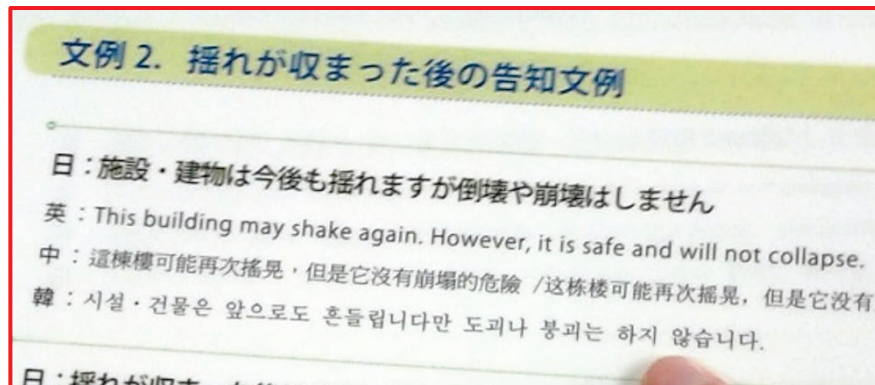 文例 2. 揺れが収まった後の告知文例
日：施設・建物は今後も揺れますが倒壊や崩壊はしません
英：This building may shake again. However, it is safe and will not collapse.
中：這棟樓可能再次搖晃，但是它沒有崩塌的危險 /这栋楼可能再次摇晃，但是它没有
韓：시설·건물은 앞으로도 흔들립니다만 도괴나 붕괴는 하지 않습니다.
日：揺れが収まった後